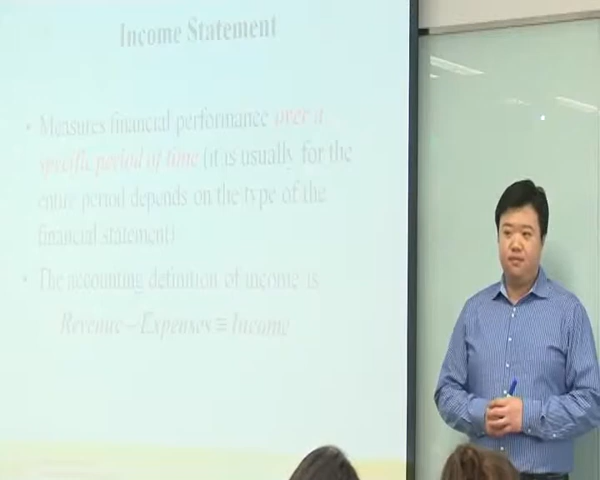 Income Statement
• Measures financial performance over a
specific period of time (it is usually for the
entire period depends on the type of the
financial statement)
• The accounting definition of income is
Revenue – Expenses ≡ Income